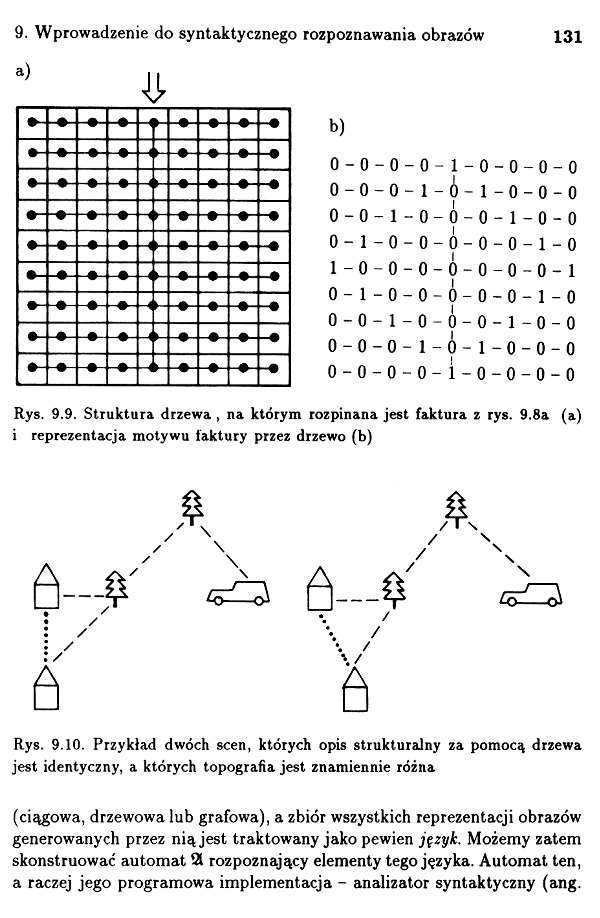 9. Wprowadzenie do syntaktycznego rozpoznawania obrazów 131
a)
b)
0 - 0 - 0 - 0 - 1 - 0 - 0 - 0 - 0
0 - 0 - 0 - 1 - 0 - 1 - 0 - 0 - 0
0 - 0 - 1 - 0 - 0 - 0 - 1 - 0 - 0
0 - 1 - 0 - 0 - 0 - 0 - 0 - 1 - 0
1 - 0 - 0 - 0 - 0 - 0 - 0 - 0 - 1
0 - 1 - 0 - 0 - 0 - 0 - 0 - 1 - 0
0 - 0 - 1 - 0 - 0 - 0 - 1 - 0 - 0
0 - 0 - 0 - 1 - 0 - 1 - 0 - 0 - 0
0 - 0 - 0 - 0 - 1 - 0 - 0 - 0 - 0
Rys. 9.9. Struktura drzewa , na którym rozpinana jest faktura z rys. 9.8a (a)
i reprezentacja motywu faktury przez drzewo (b)
Rys. 9.10. Przykład dwóch scen, których opis strukturalny za pomocą drzewa
jest identyczny, a których topografia jest znamiennie różna
(ciągowa, drzewowa lub grafowa), a zbiór wszystkich reprezentacji obrazów
generowanych przez nią jest traktowany jako pewien język. Możemy zatem
skonstruować automat 𝔄 rozpoznający elementy tego języka. Automat ten,
a raczej jego programowa implementacja – analizator syntaktyczny (ang.